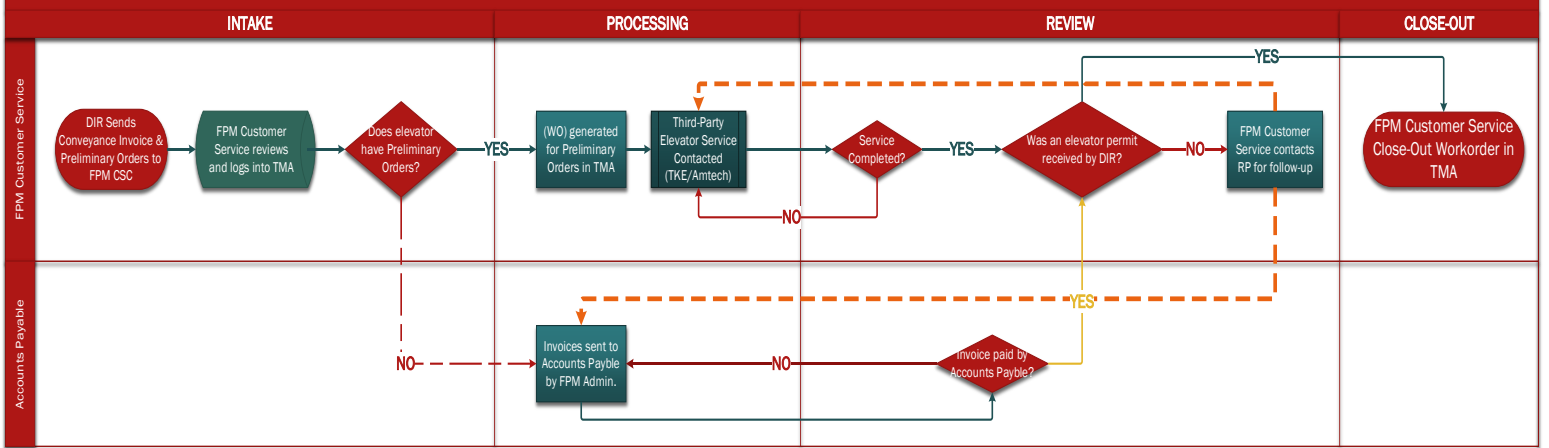 INTAKE
PROCESSING
REVIEW
CLOSE-OUT
FPM Customer Service
DIR Sends
Conveyance Invoice &
Preliminary Orders to
FPM CSC
FPM Customer
Service reviews
and logs into TMA
Does elevator
have Preliminary
Orders?
YES
(WO) generated
for Preliminary
Orders in TMA
Third-Party
Elevator Service
Contacted
(TKE/Amtech)
Service
Completed?
NO
YES
Was an elevator permit
received by DIR?
YES
NO
FPM Customer
Service contacts
RP for follow-up
FPM Customer Service
Close-Out Workorder in
TMA
Accounts Payable
NO
Invoices sent to
Accounts Payble
by FPM Admin.
NO
Invoice paid by
Accounts Payble?
YES